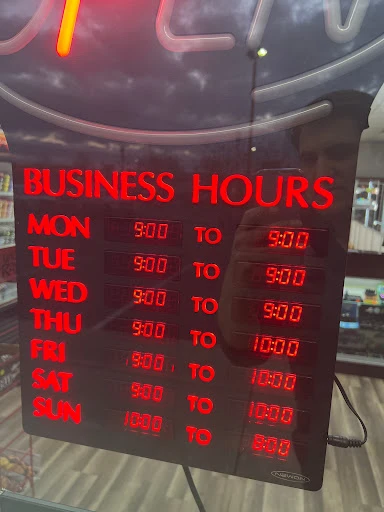 OPEN
BUSINESS HOURS
MON 9:00 TO 9:00
TUE 9:00 TO 9:00
WED 9:00 TO 9:00
THU 9:00 TO 10:00
FRI 9:00 TO 10:00
SAT 9:00 TO 10:00
SUN 10:00 TO 8:00
NEWON